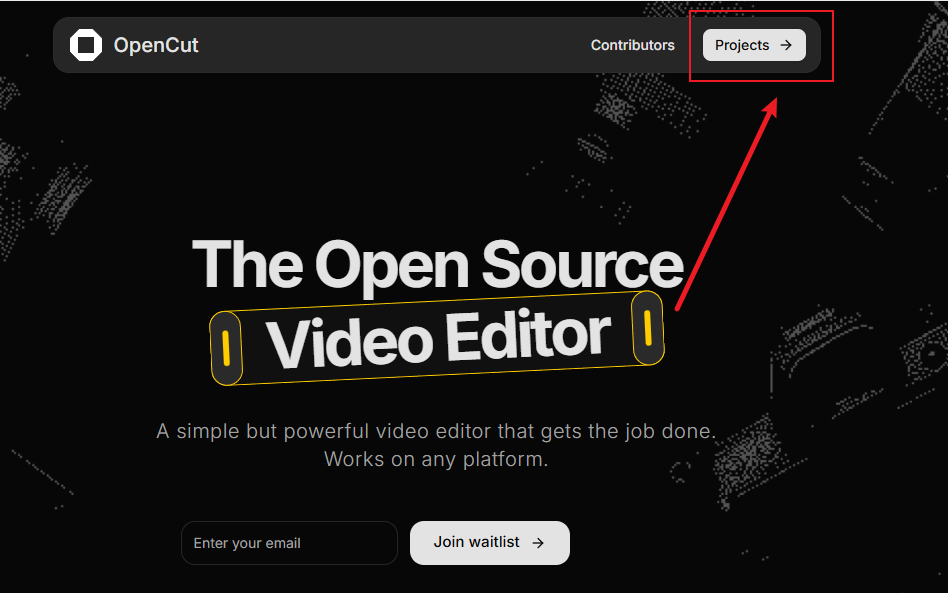 OpenCut
Contributors
Projects →
The Open Source
Video Editor
A simple but powerful video editor that gets the job done.
Works on any platform.
Enter your email
Join waitlist →